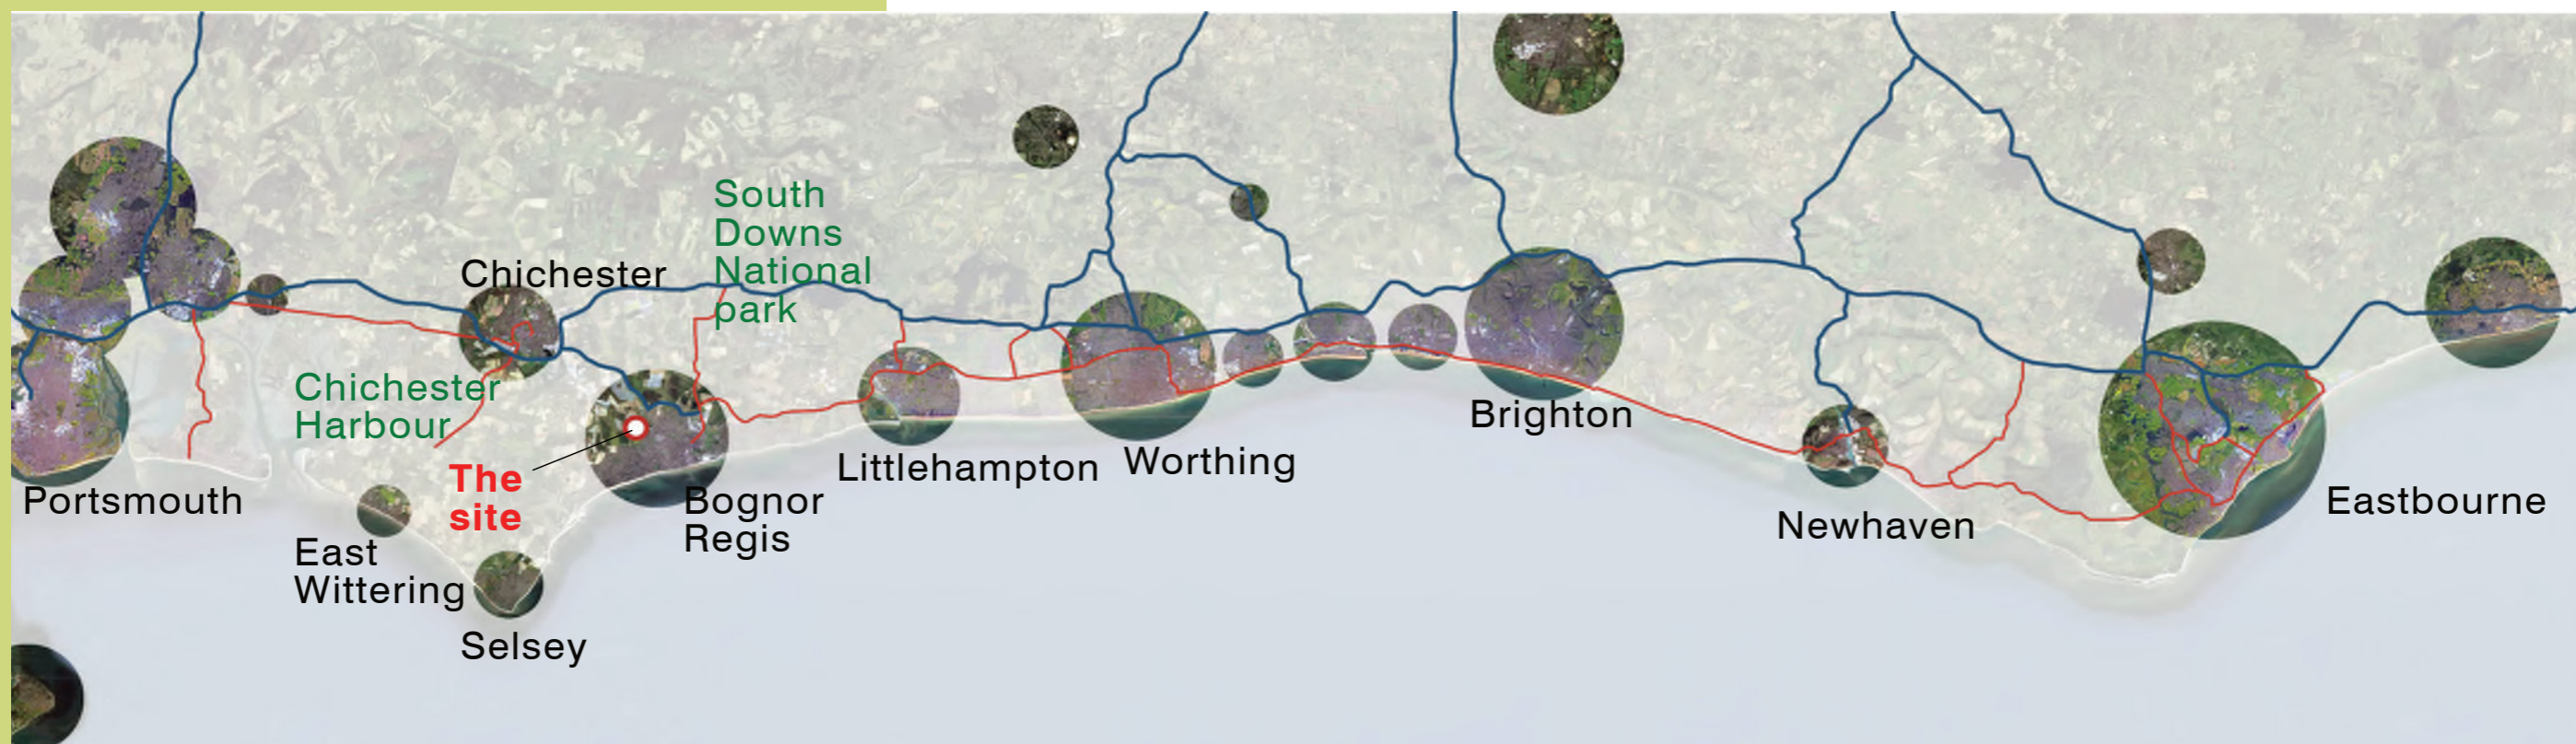 South
Downs
National
park
Chichester
Chichester
Harbour
The
site
Portsmouth
East
Wittering
Selsey
Bognor
Regis
Littlehampton
Worthing
Brighton
Newhaven
Eastbourne